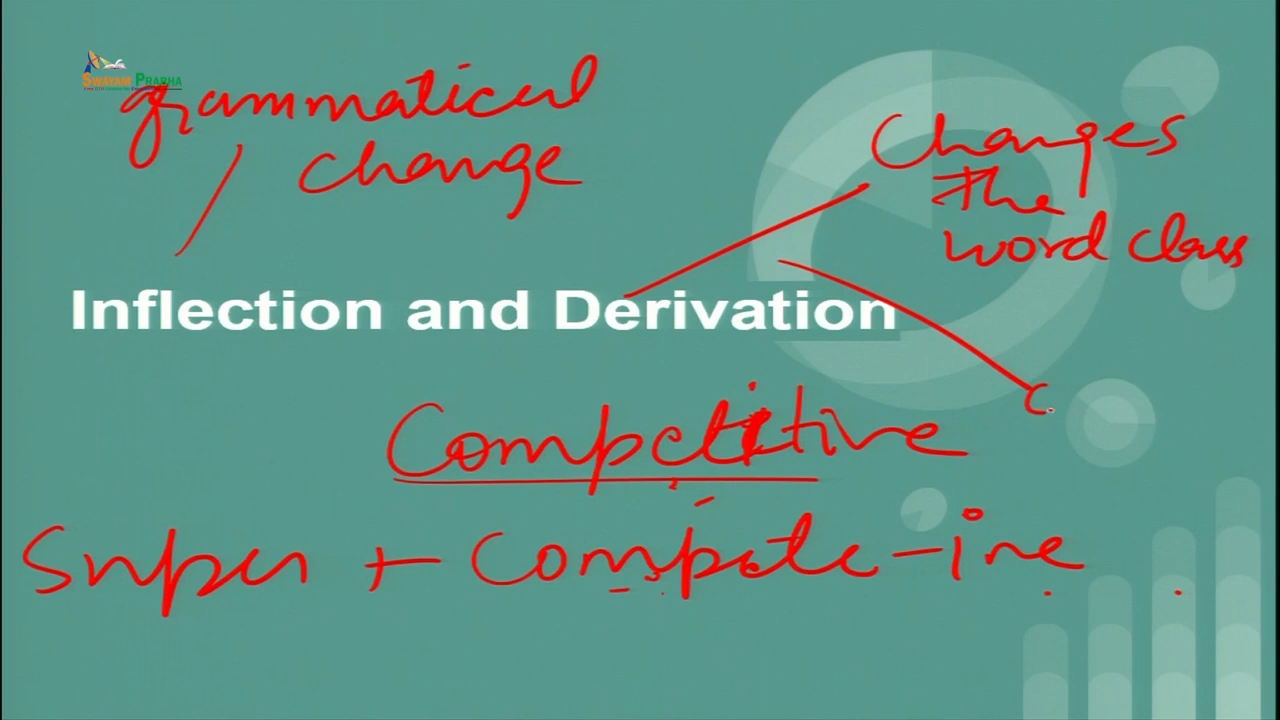 SWAYAM PRABHA
grammatical
change
Changes
the
word class
Inflection and Derivation
C
Competitive
Super + Compete - ive